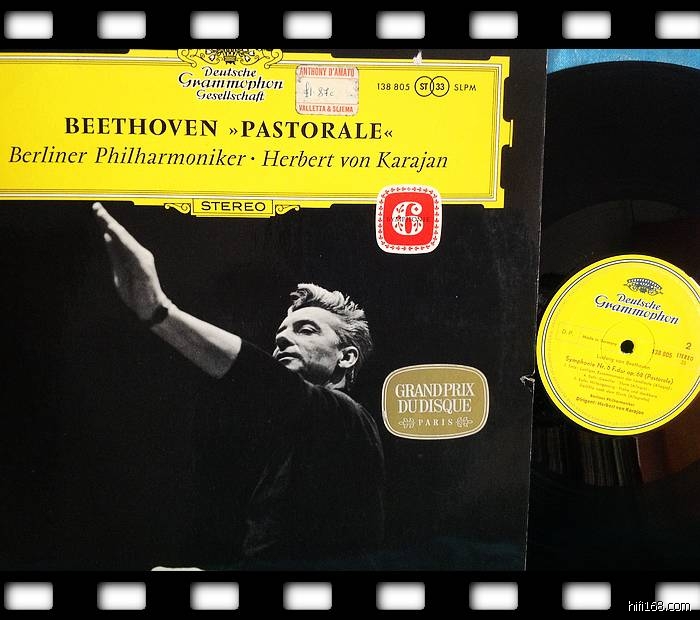 Deutsche
Grammophon
Gesellschaft
ANTHONY D'AMATO
VALLETTA & SLIEMA
138 805 ST 33 SLPM
BEETHOVEN »PASTORALE«
Berliner Philharmoniker · Herbert von Karajan
STEREO
6
SYMPHONIE
GRAND PRIX
DU DISQUE
PARIS
Deutsche
Grammophon
Made in Germany
2
138 805 STEREO
33
Ludwig van Beethoven
Symphonie Nr. 6 F-dur op. 68 (Pastorale)
Berliner Philharmoniker
Dirigent: Herbert von Karajan
hifi168.com